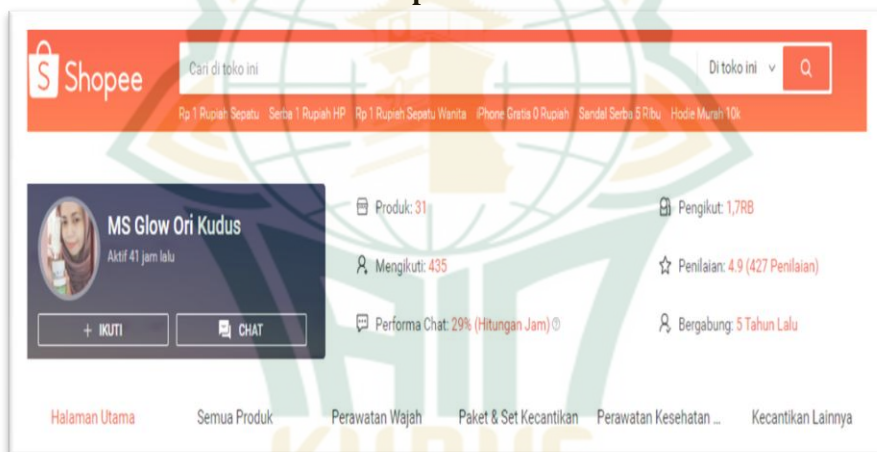 Shopee
Cari di toko ini
Di toko ini
Rp 1 Rupiah Sepatu Serba 1 Rupiah HP Rp 1 Rupiah Sepatu Wanita iPhone Gratis 0 Rupiah Sandal Serba 5 Ribu Hodie Murah 10k
MS Glow Ori Kudus
Aktif 41 jam lalu
+ IKUTI
CHAT
Produk: 31
Pengikut: 1,7RB
Mengikuti: 435
Penilaian: 4.9 (427 Penilaian)
Performa Chat: 29% (Hitungan Jam)
Bergabung: 5 Tahun Lalu
Halaman Utama Semua Produk Perawatan Wajah Paket & Set Kecantikan Perawatan Kesehatan ... Kecantikan Lainnya
KUDUS